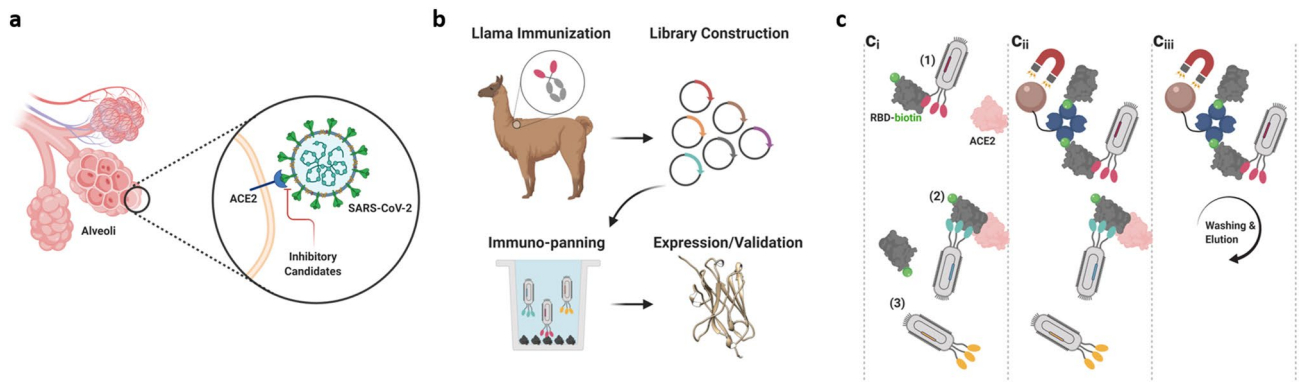 a
ACE2
SARS-CoV-2
Alveoli
Inhibitory
Candidates
b
Llama Immunization
Library Construction
Immuno-panning
Expression/Validation
c
ci
(1)
RBD-biotin
ACE2
(2)
(3)
cii
ciii
Washing &
Elution